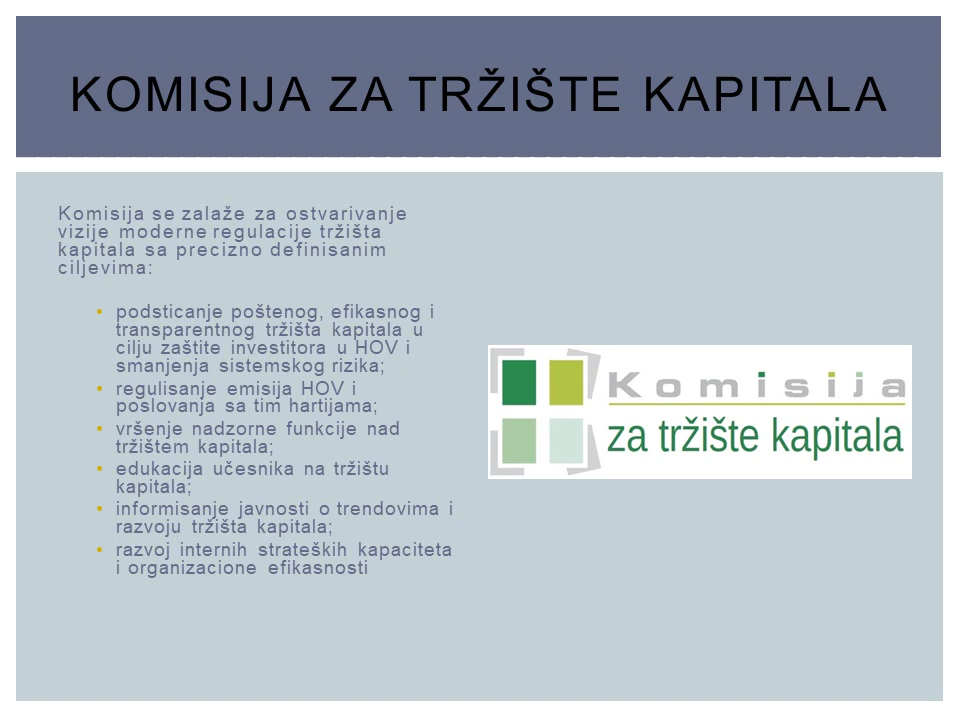 KOMISIJA ZA TRŽIŠTE KAPITALA
Komisija se zalaže za ostvarivanje
vizije moderne regulacije tržišta
kapitala sa precizno definisanim
ciljevima:
• podsticanje poštenog, efikasnog i
transparentnog tržišta kapitala u
cilju zaštite investitora u HOV i
smanjenja sistemskog rizika;
• regulisanje emisija HOV i
poslovanja sa tim hartijama;
• vršenje nadzorne funkcije nad
tržištem kapitala;
• edukacija učesnika na tržištu
kapitala;
• informisanje javnosti o trendovima i
razvoju tržišta kapitala;
• razvoj internih strateških kapaciteta
i organizacione efikasnosti
Komisija
za tržište kapitala